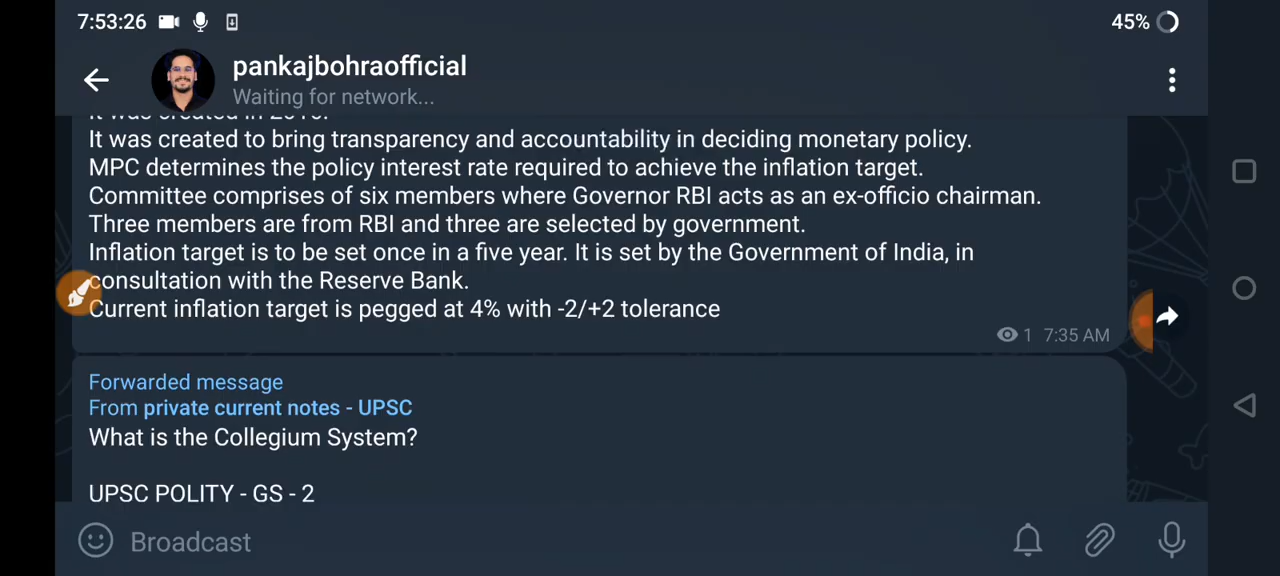 7:53:26
45%
pankajbohraofficial
Waiting for network...
It was created in 2016.
It was created to bring transparency and accountability in deciding monetary policy.
MPC determines the policy interest rate required to achieve the inflation target.
Committee comprises of six members where Governor RBI acts as an ex-officio chairman.
Three members are from RBI and three are selected by government.
Inflation target is to be set once in a five year. It is set by the Government of India, in
consultation with the Reserve Bank.
Current inflation target is pegged at 4% with -2/+2 tolerance
1 7:35 AM
Forwarded message
From private current notes - UPSC
What is the Collegium System?
UPSC POLITY - GS - 2
Broadcast